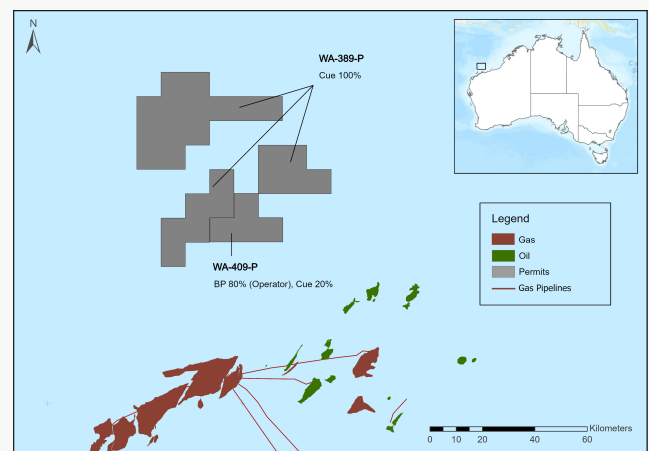 N
WA-389-P
Cue 100%
WA-409-P
BP 80% (Operator), Cue 20%
Legend
Gas
Oil
Permits
Gas Pipelines
Kilometers
0 10 20 40 60